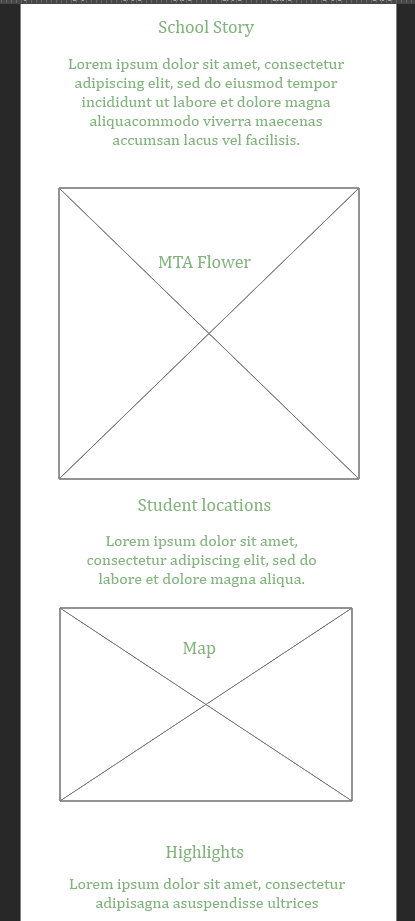 School Story
Lorem ipsum dolor sit amet, consectetur
adipiscing elit, sed do eiusmod tempor
incididunt ut labore et dolore magna
aliquacommodo viverra maecenas
accumsan lacus vel facilisis.
MTA Flower
Student locations
Lorem ipsum dolor sit amet,
consectetur adipiscing elit, sed do
labore et dolore magna aliqua.
Map
Highlights
Lorem ipsum dolor sit amet, consectetur
adipisagna asuspendisse ultrices